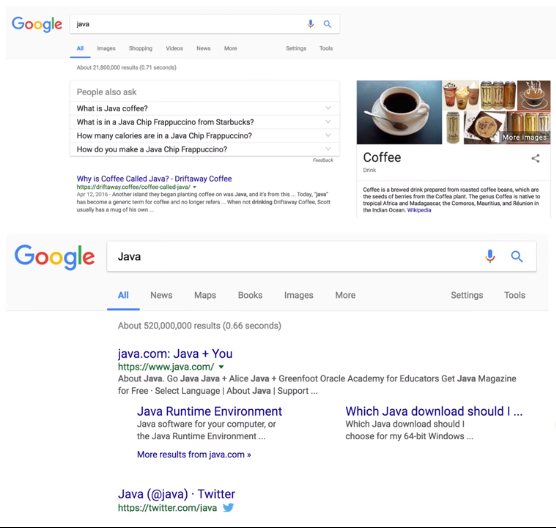 Google java
All Images Shopping Videos News More Settings Tools
About 21,800,000 results (0.71 seconds)
People also ask
What is Java coffee?
What is in a Java Chip Frappuccino from Starbucks?
How many calories are in a Java Chip Frappuccino?
How do you make a Java Chip Frappuccino?
Feedback
Why is Coffee Called Java? - Driftaway Coffee
https://driftaway.coffee/coffee-called-java/
Apr 12, 2016 - Another island they began planting coffee on was Java, and it's from this ... Today, "java"
has become a generic term for coffee and no longer refers ... When not drinking Driftaway Coffee, Scott
usually has a mug of his own ...
More images
Coffee
Drink
Coffee is a brewed drink prepared from roasted coffee beans, which are
the seeds of berries from the Coffea plant. The genus Coffea is native to
tropical Africa and Madagascar, the Comoros, Mauritius, and Réunion in
the Indian Ocean. Wikipedia
Google Java
All News Maps Books Images More Settings Tools
About 520,000,000 results (0.66 seconds)
java.com: Java + You
https://www.java.com/
About Java. Go Java Java + Alice Java + Greenfoot Oracle Academy for Educators Get Java Magazine
for Free · Select Language | About Java | Support ...
Java Runtime Environment
Java software for your computer, or
the Java Runtime Environment ...
Which Java download should I ...
Which Java download should I
choose for my 64-bit Windows ...
More results from java.com »
Java (@java) · Twitter
https://twitter.com/java